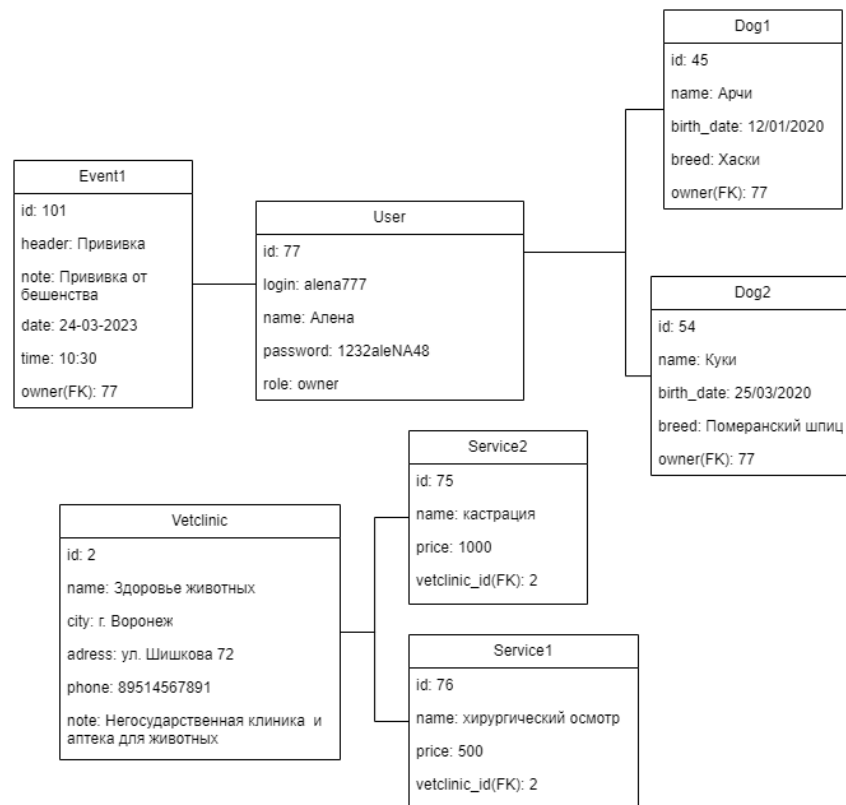 Dog1
id: 45
name: Арчи
birth_date: 12/01/2020
breed: Хаски
owner(FK): 77
Event1
id: 101
header: Прививка
note: Прививка от
бешенства
date: 24-03-2023
time: 10:30
owner(FK): 77
User
id: 77
login: alena777
name: Алена
password: 1232aleNA48
role: owner
Dog2
id: 54
name: Куки
birth_date: 25/03/2020
breed: Померанский шпиц
owner(FK): 77
Service2
id: 75
name: кастрация
price: 1000
vetclinic_id(FK): 2
Vetclinic
id: 2
name: Здоровье животных
city: г. Воронеж
adress: ул. Шишкова 72
phone: 89514567891
note: Негосударственная клиника и
аптека для животных
Service1
id: 76
name: хирургический осмотр
price: 500
vetclinic_id(FK): 2